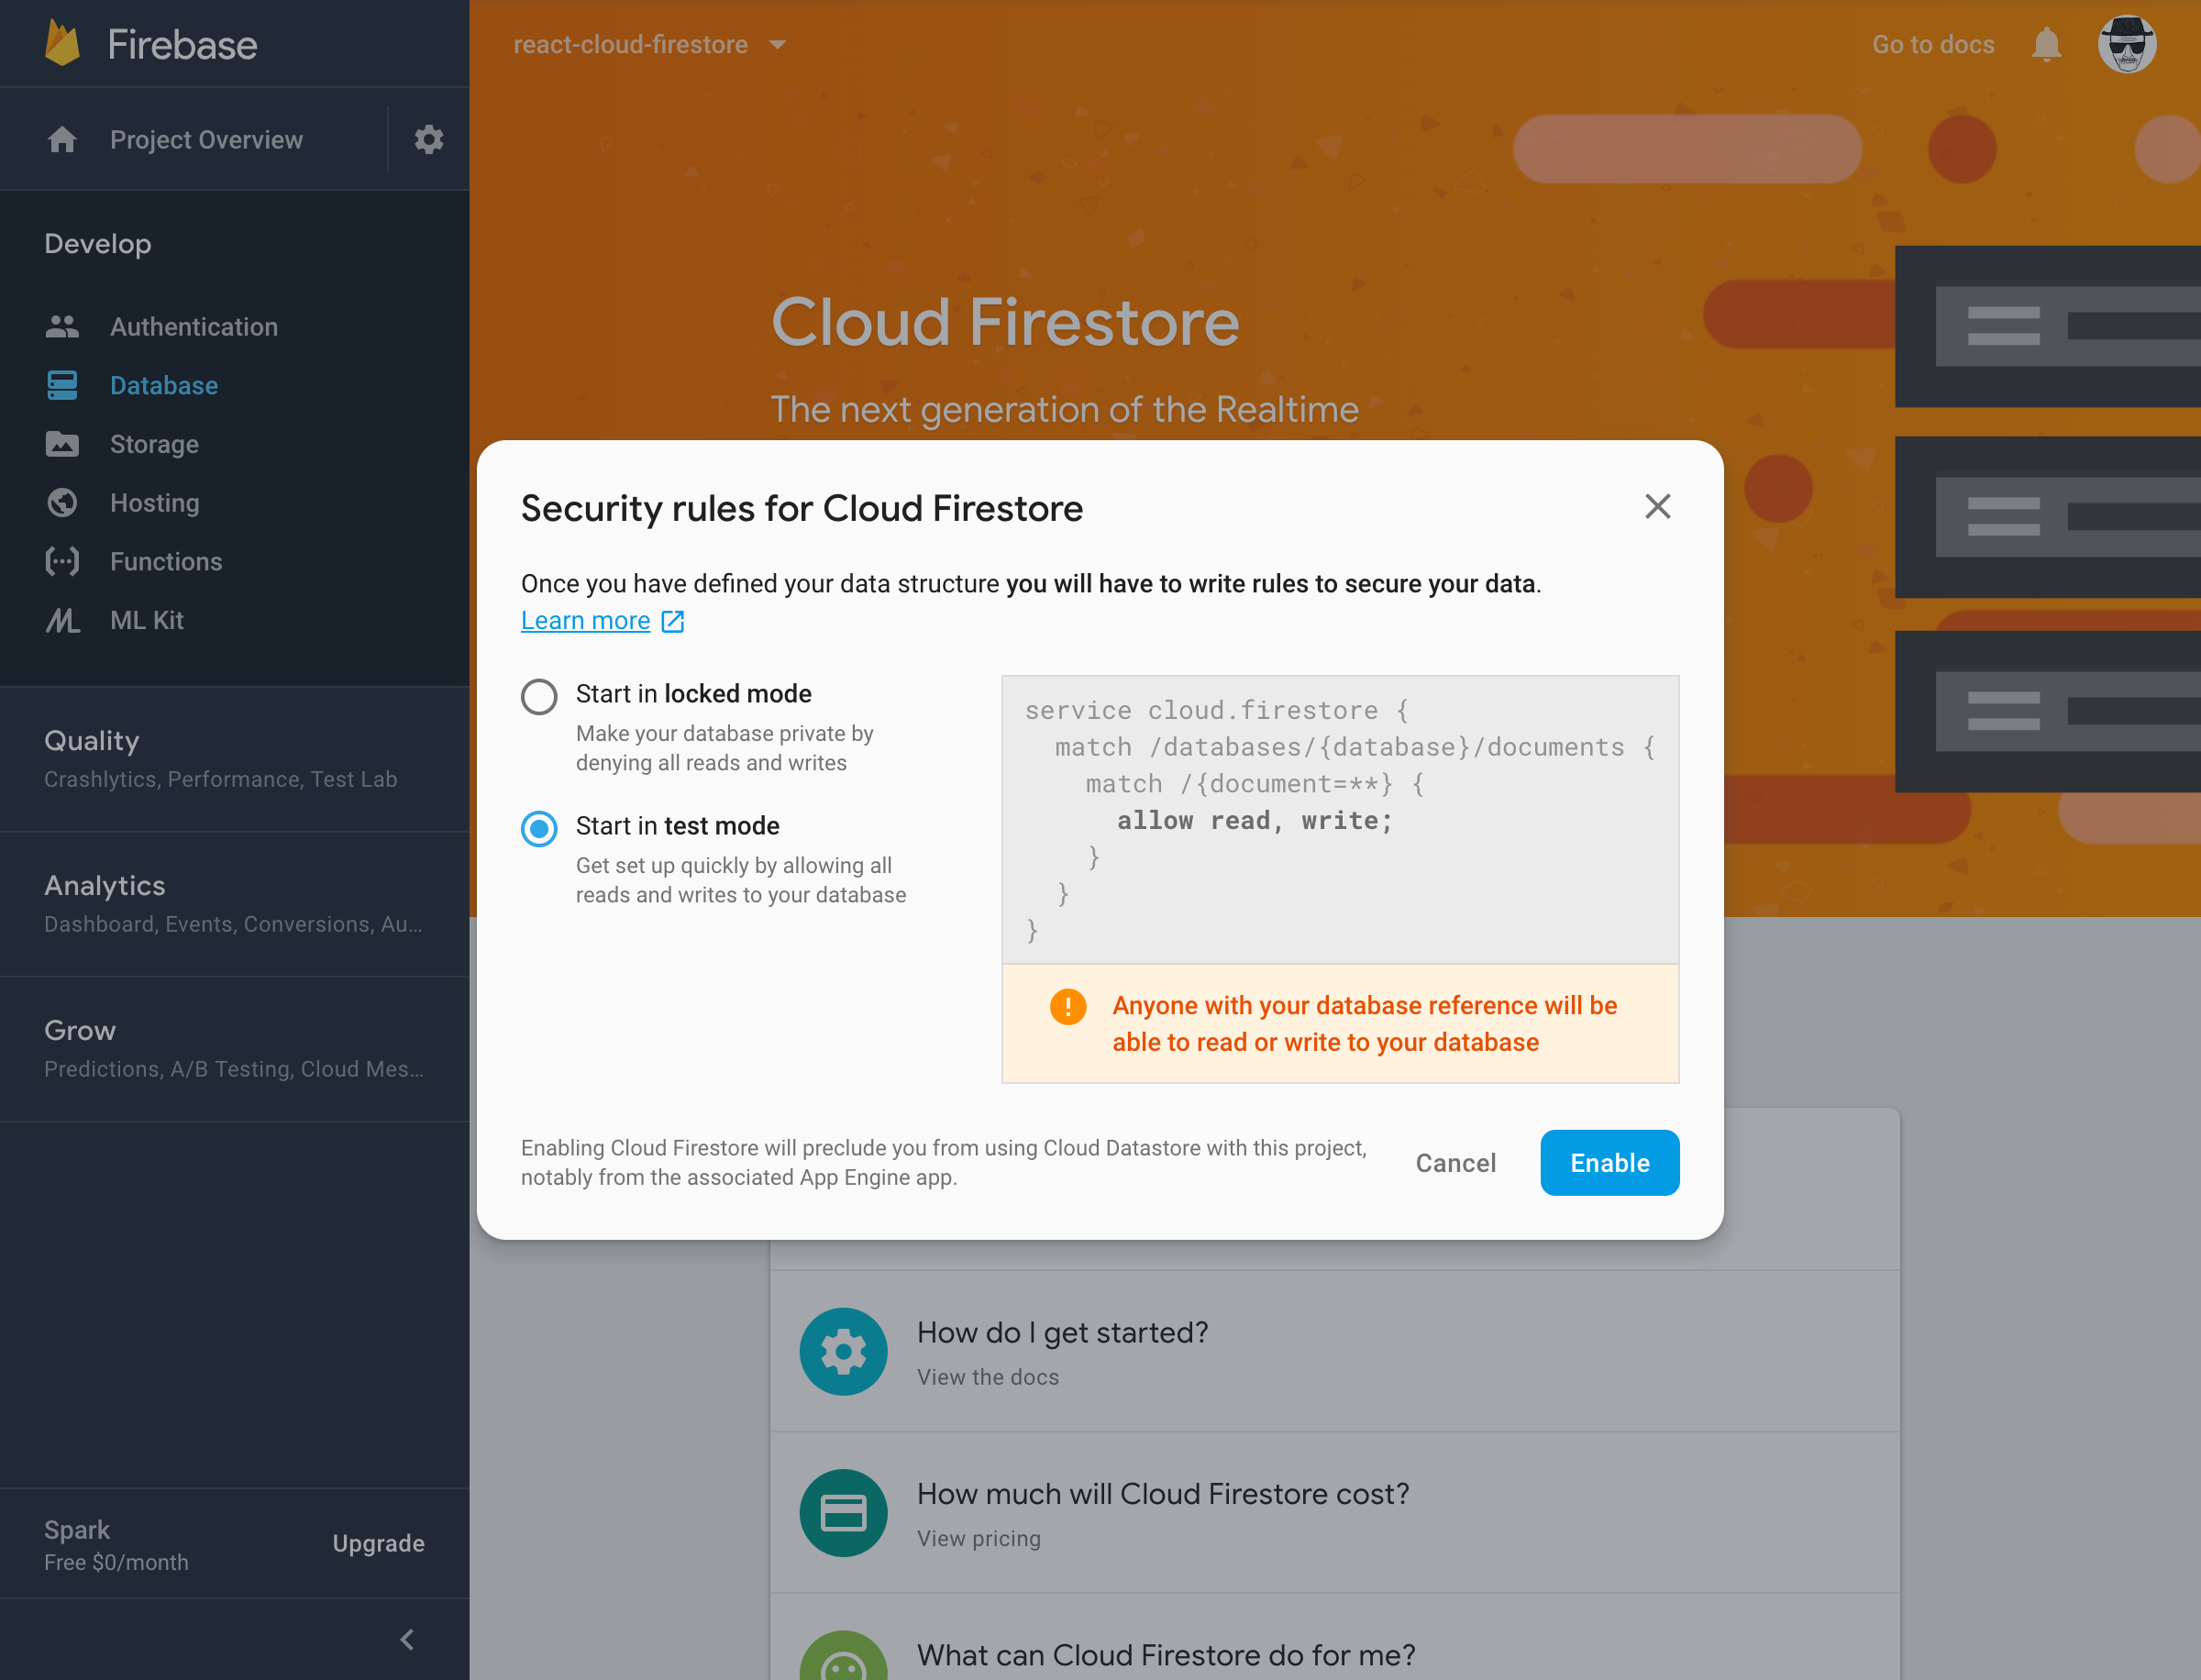 Firebase
Project Overview
Develop
Authentication
Database
Storage
Hosting
Functions
ML Kit
Quality
Crashlytics, Performance, Test Lab
Analytics
Dashboard, Events, Conversions, Au...
Grow
Predictions, A/B Testing, Cloud Mes...
Spark
Free $0/month
Upgrade
react-cloud-firestore
Go to docs
Cloud Firestore
The next generation of the Realtime
Security rules for Cloud Firestore
Once you have defined your data structure you will have to write rules to secure your data.
Learn more
Start in locked mode
Make your database private by
denying all reads and writes
Start in test mode
Get set up quickly by allowing all
reads and writes to your database
service cloud.firestore {
match /databases/{database}/documents {
match /{document=**} {
allow read, write;
}
}
}
Anyone with your database reference will be
able to read or write to your database
Enabling Cloud Firestore will preclude you from using Cloud Datastore with this project,
notably from the associated App Engine app.
Cancel
Enable
How do I get started?
View the docs
How much will Cloud Firestore cost?
View pricing
What can Cloud Firestore do for me?